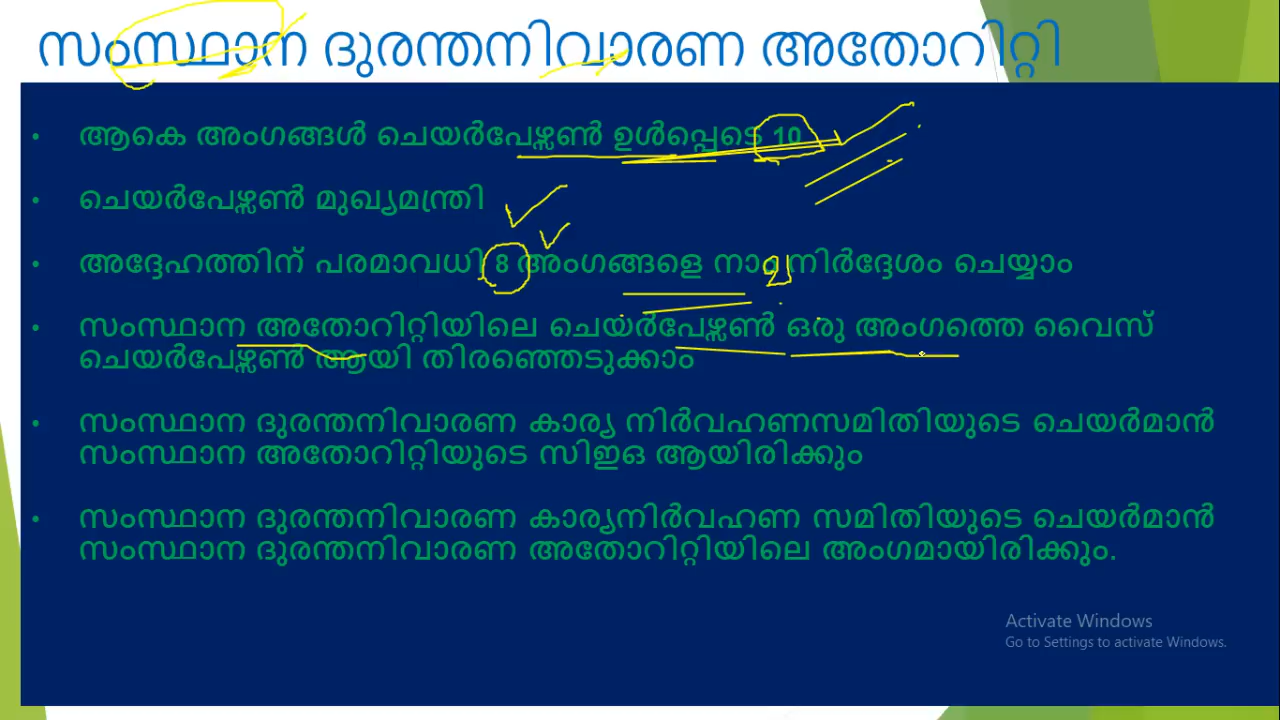 സംസ്ഥാന ദുരന്തനിവാരണ അതോറിറ്റി
• ആകെ അംഗങ്ങൾ ചെയർപേഴ്സൺ ഉൾപ്പെടെ 10
• ചെയർപേഴ്സൺ മുഖ്യമന്ത്രി
• അദ്ദേഹത്തിന് പരമാവധി 8 അംഗങ്ങളെ നാമനിർദ്ദേശം ചെയ്യാം
• സംസ്ഥാന അതോറിറ്റിയിലെ ചെയർപേഴ്സൺ ഒരു അംഗത്തെ വൈസ്
ചെയർപേഴ്സൺ ആയി തിരഞ്ഞെടുക്കാം
• സംസ്ഥാന ദുരന്തനിവാരണ കാര്യ നിർവഹണസമിതിയുടെ ചെയർമാൻ
സംസ്ഥാന അതോറിറ്റിയുടെ സിഇഒ ആയിരിക്കും
• സംസ്ഥാന ദുരന്തനിവാരണ കാര്യനിർവഹണ സമിതിയുടെ ചെയർമാൻ
സംസ്ഥാന ദുരന്തനിവാരണ അതോറിറ്റിയിലെ അംഗമായിരിക്കും.
Activate Windows
Go to Settings to activate Windows.